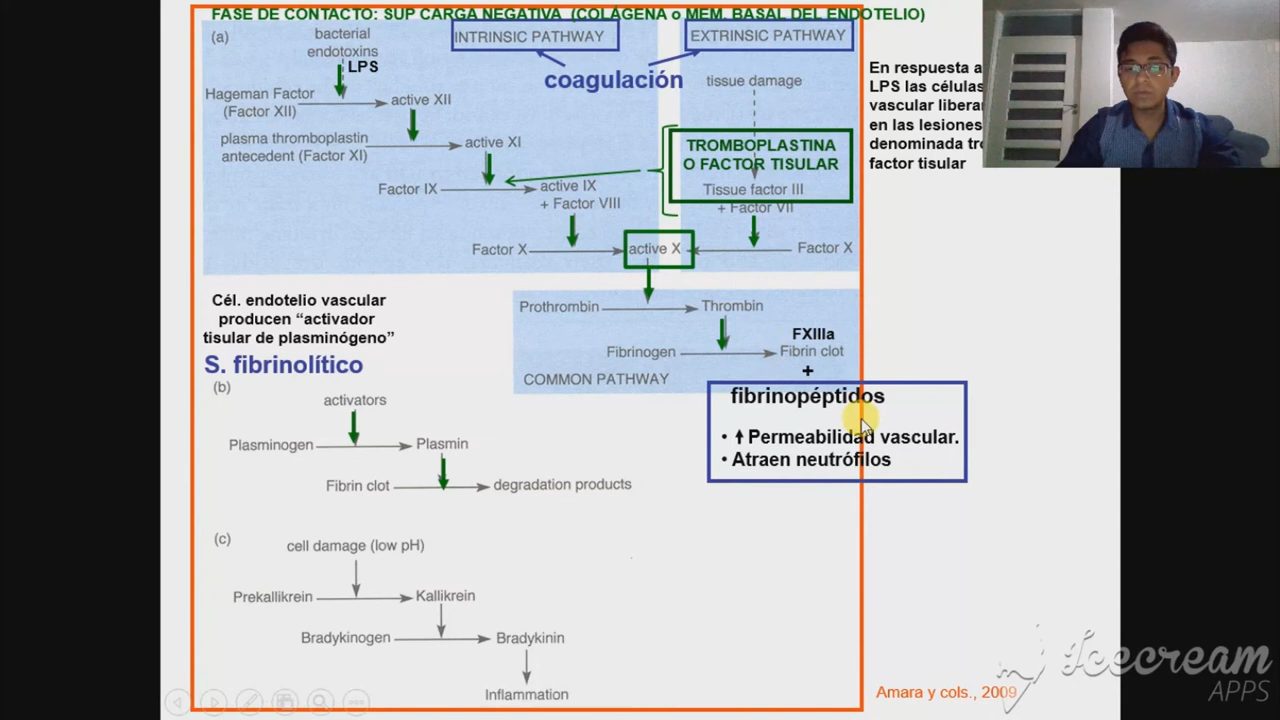 FASE DE CONTACTO: SUP CARGA NEGATIVA (COLÁGENA o MEM. BASAL DEL ENDOTELIO)
(a)
bacterial
endotoxins
LPS
INTRINSIC PATHWAY
EXTRINSIC PATHWAY
coagulación
tissue damage
Hageman Factor
(Factor XII)
active XII
plasma thromboplastin
antecedent (Factor XI)
active XI
TROMBOPLASTINA
O FACTOR TISULAR
Factor IX
active IX
+ Factor VIII
Tissue factor III
+ Factor VII
Factor X
active X
Factor X
En respuesta a
LPS las células
vascular liberan
en las lesiones
denominada
factor tisular
Prothrombin
Thrombin
FXIIIa
Fibrinogen
Fibrin clot
+
COMMON PATHWAY
fibrinopéptidos
• Permeabilidad vascular.
• Atraen neutrófilos
Cél. endotelio vascular
producen “activador
tisular de plasminógeno”
S. fibrinolítico
(b)
activators
Plasminogen
Plasmin
Fibrin clot
degradation products
(c)
cell damage (low pH)
Prekallikrein
Kallikrein
Bradykinogen
Bradykinin
Inflammation
Amara y cols., 2009
Icecream
APPS